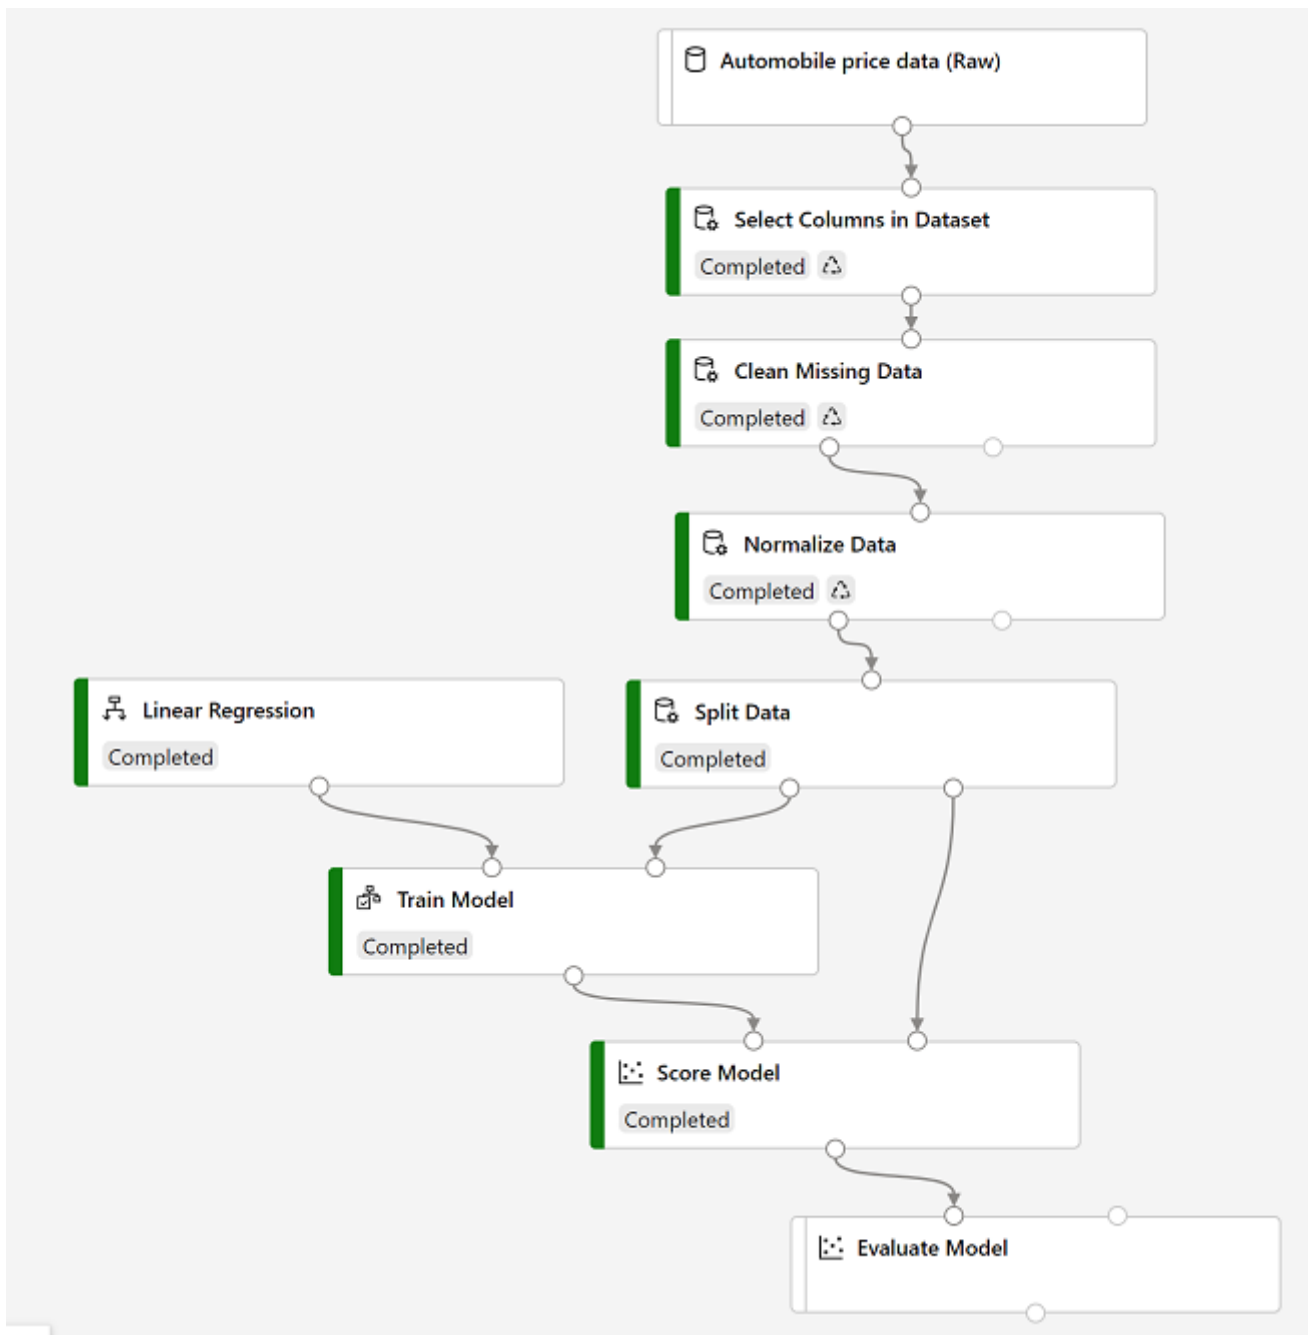 Automobile price data (Raw)
Select Columns in Dataset
Completed
Clean Missing Data
Completed
Normalize Data
Completed
Linear Regression
Completed
Split Data
Completed
Train Model
Completed
Score Model
Completed
Evaluate Model